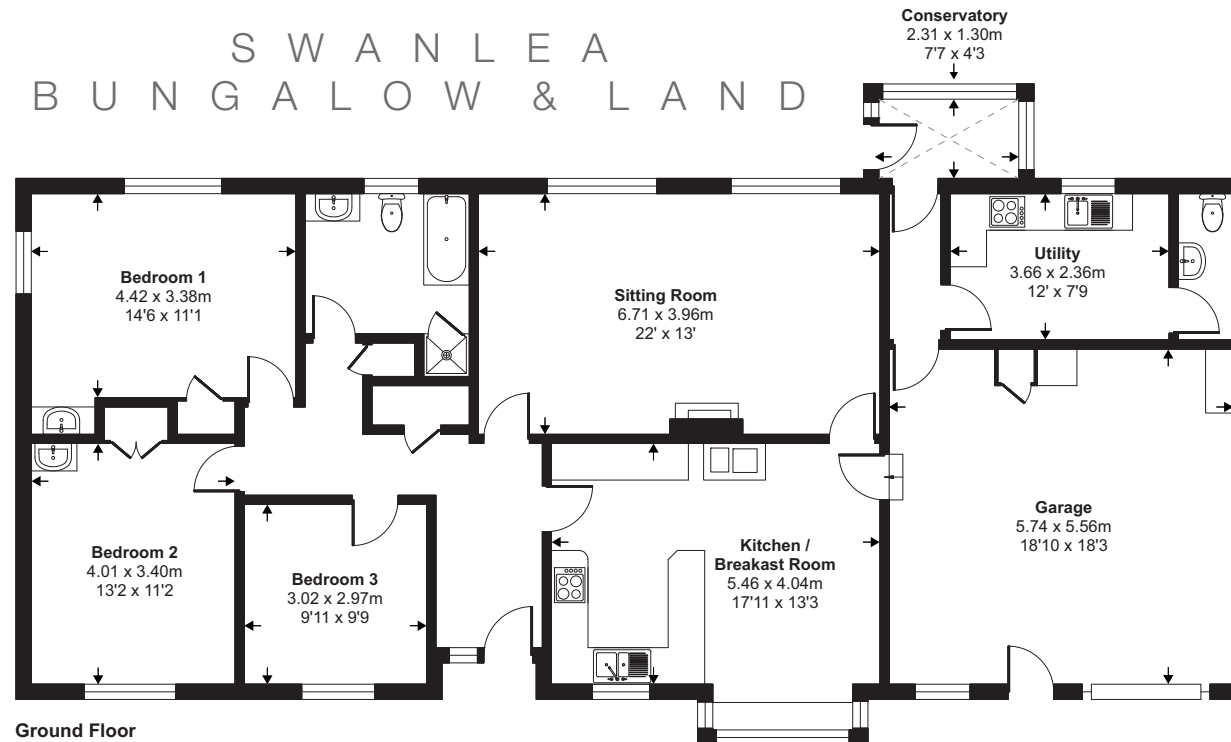 SWANLEA
BUNGALOW & LAND
Conservatory
2.31 x 1.30m
7'7 x 4'3
Bedroom 1
4.42 x 3.38m
14'6 x 11'1
Sitting Room
6.71 x 3.96m
22' x 13'
Utility
3.66 x 2.36m
12' x 7'9
Bedroom 2
4.01 x 3.40m
13'2 x 11'2
Bedroom 3
3.02 x 2.97m
9'11 x 9'9
Kitchen /
Breakast Room
5.46 x 4.04m
17'11 x 13'3
Garage
5.74 x 5.56m
18'10 x 18'3
Ground Floor